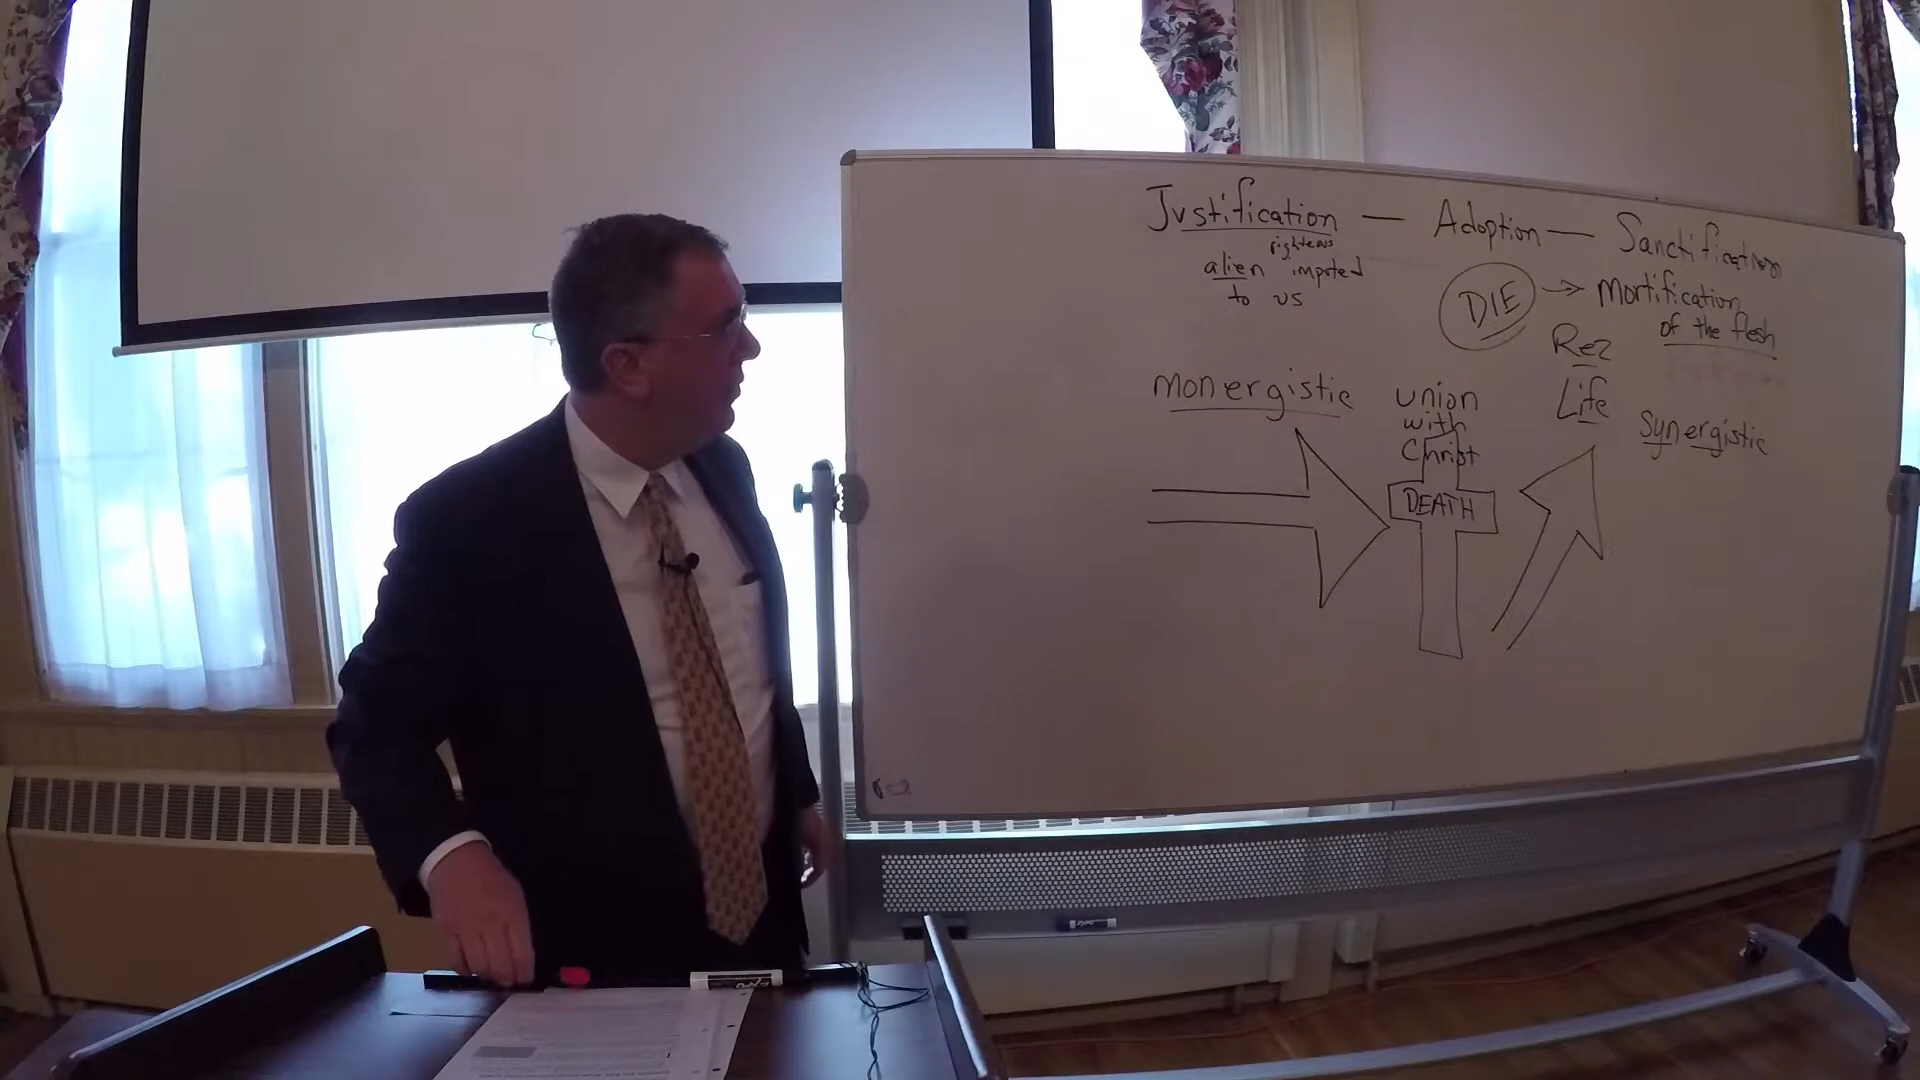 Justification — Adoption — Sanctification
righteous
alien imputed
to us
DIE → Mortification
of the flesh
Rez
Life
monergistic
union
with
Christ
Synergistic
DEATH
EXPO